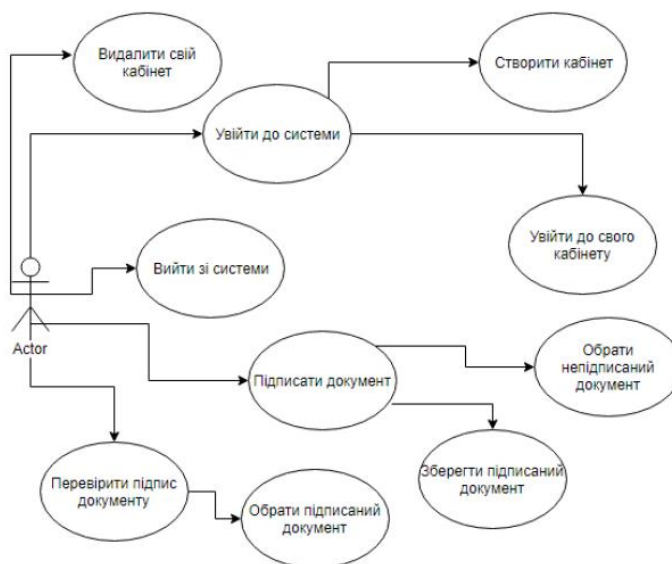 Видалити свій
кабінет
Створити кабінет
Увійти до системи
Увійти до свого
кабінету
Вийти зі системи
Actor
Обрати
непідписаний
документ
Підписати документ
Зберегти підписаний
документ
Перевірити підпис
документу
Обрати підписаний
документ